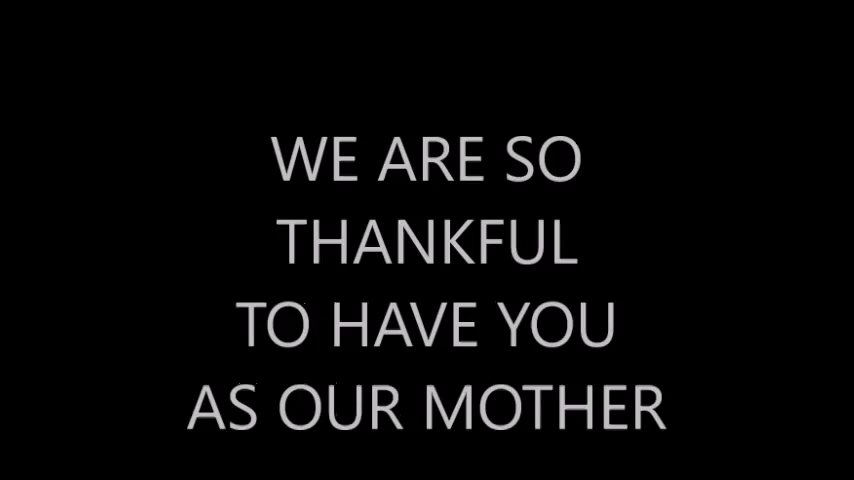 WE ARE SO
THANKFUL
TO HAVE YOU
AS OUR MOTHER